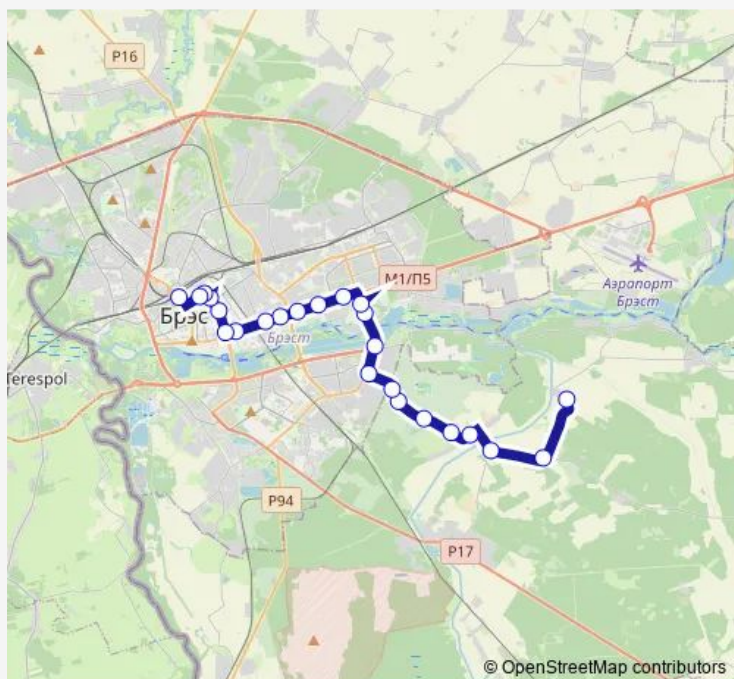 P16
М1/П5
Аэрапорт
Брэст
Брэс
Брэст
Terespol
P94
P17
© OpenStreetMap contributors